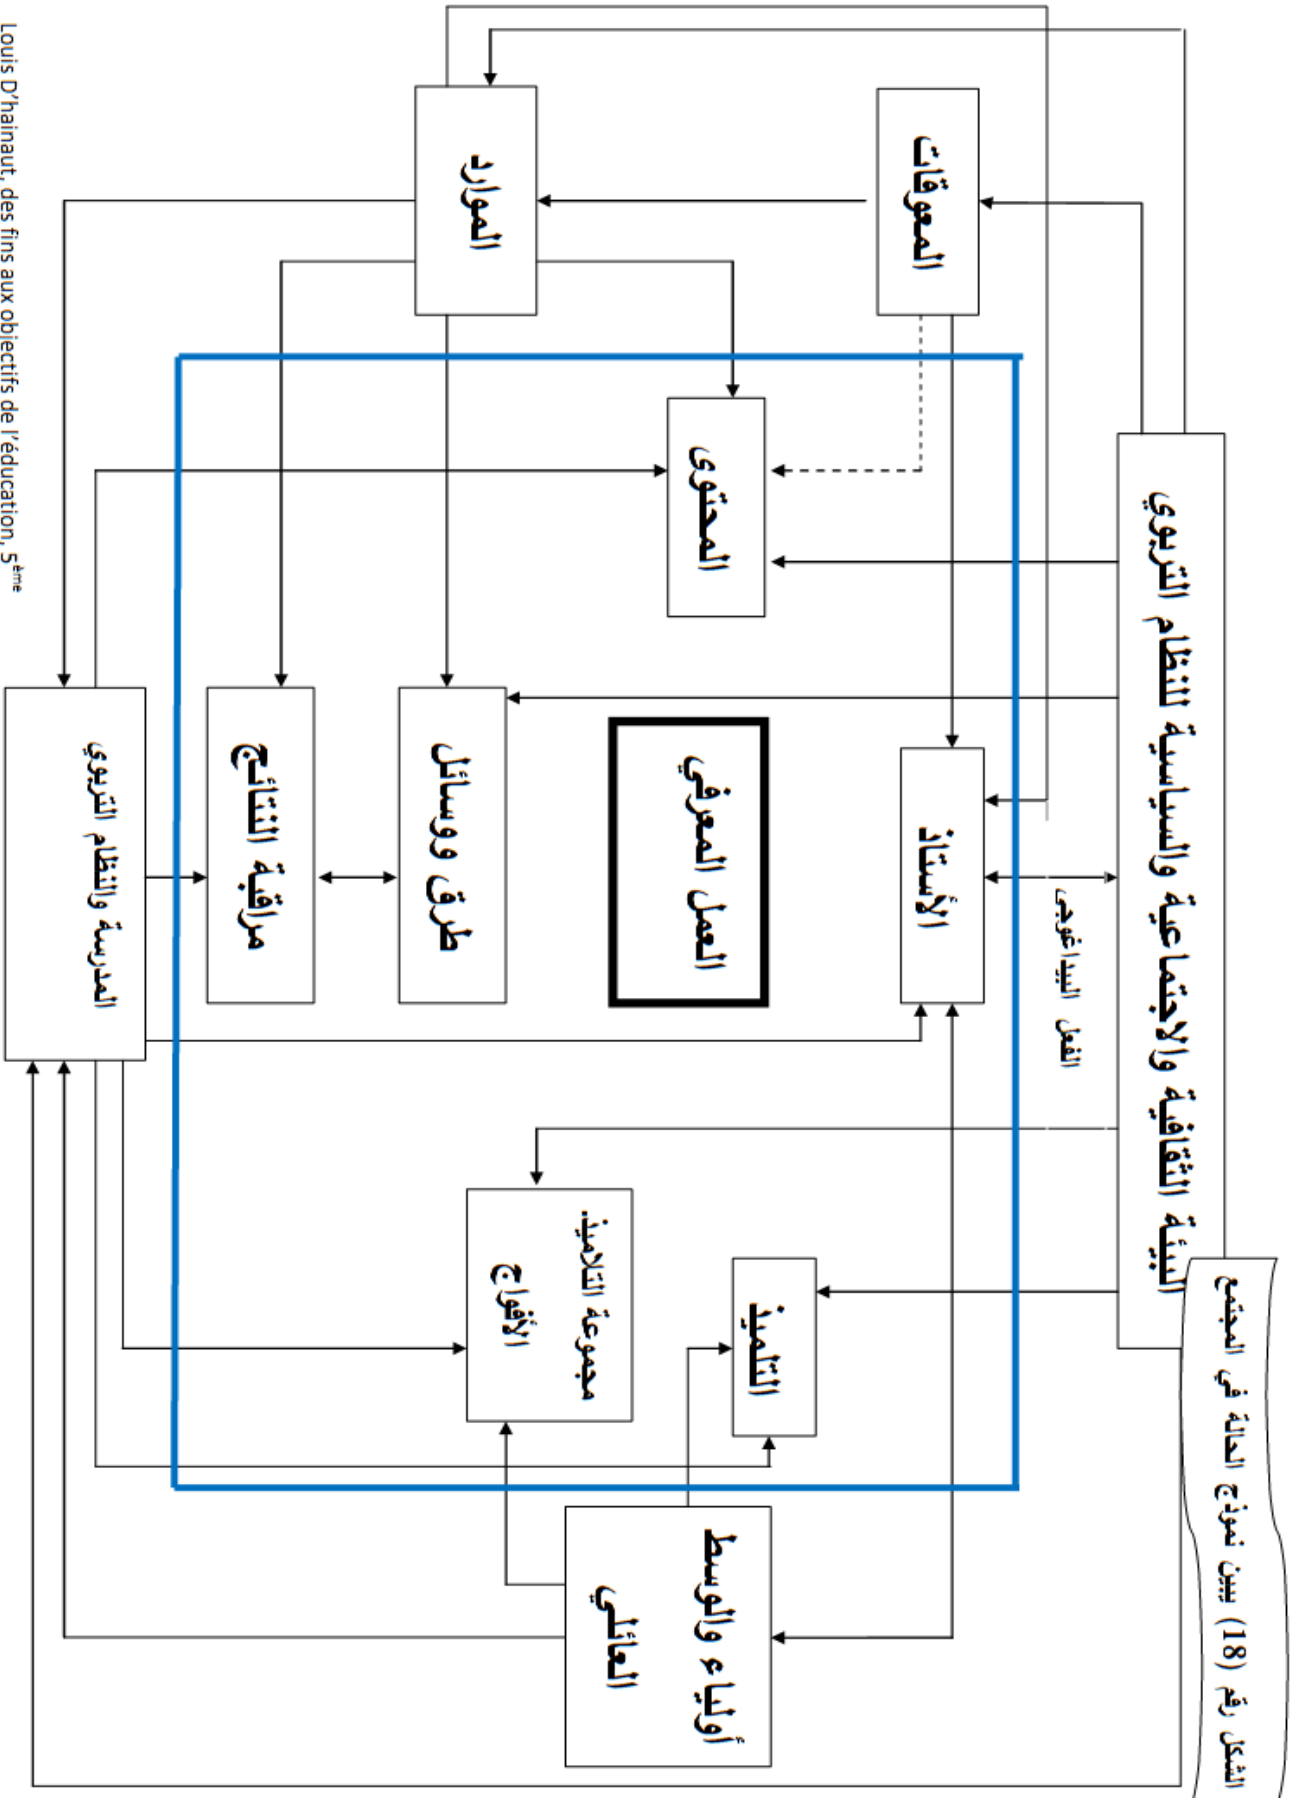 الشكل رقم (18) يبين نموذج الحالة في المجتمع
البيئة الثقافية والاجتماعية والسياسية للنظام التربوي
الفعل البيداغوجي
المعوقات
الأستاذ
التلميذ
أولياء والوسط
العائلي
المحتوى
العمل المعرفي
مجموعة التلاميذ.
الأفواج
الموارد
طرق ووسائل
مراقبة النتائج
المدرسة والنظام التربوي
Louis D'hainaut, des fins aux objectifs de l'éducation, 5ème